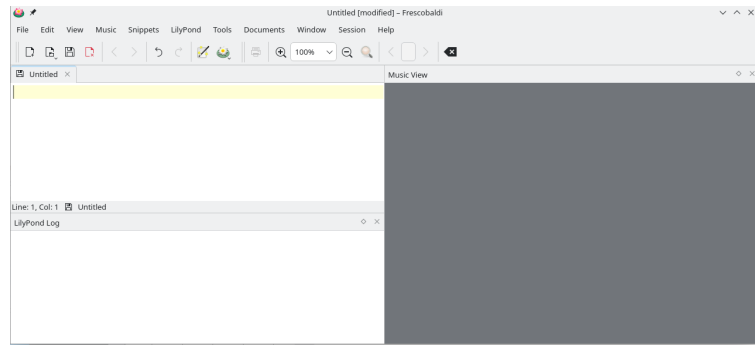 Untitled [modified] – Frescobaldi
File Edit View Music Snippets LilyPond Tools Documents Window Session Help
100%
Untitled
Music View
Line: 1, Col: 1 Untitled
LilyPond Log